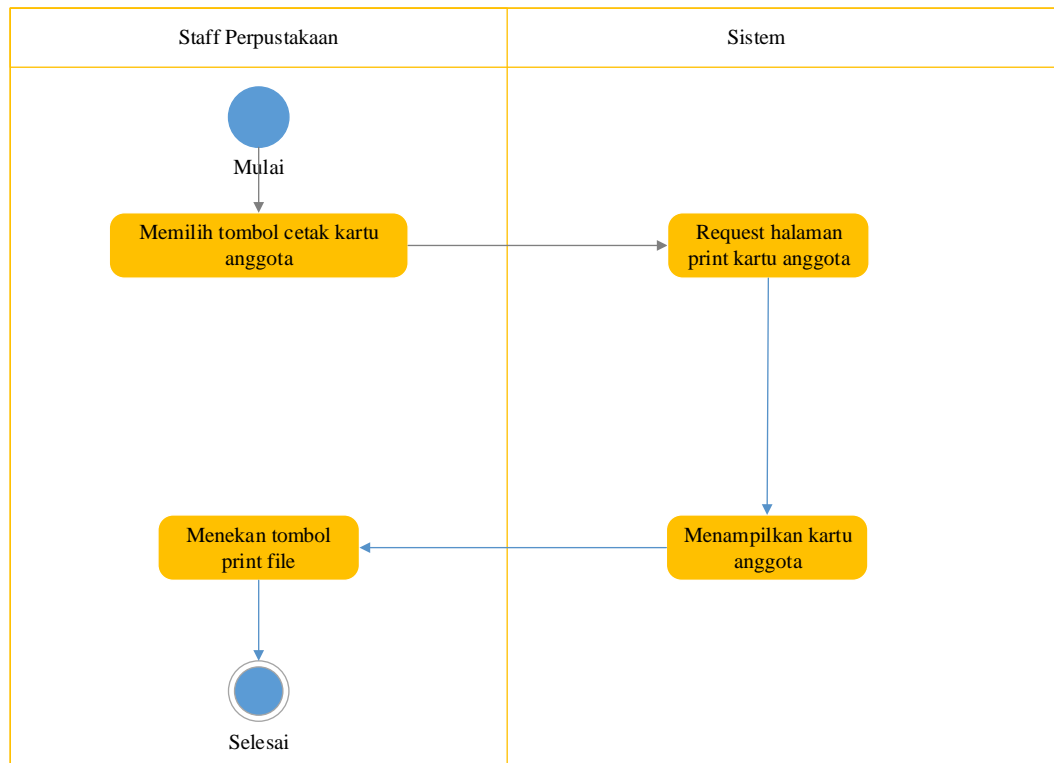 Staff Perpustakaan
Sistem
Mulai
Memilih tombol cetak kartu
anggota
Request halaman
print kartu anggota
Menekan tombol
print file
Menampilkan kartu
anggota
Selesai